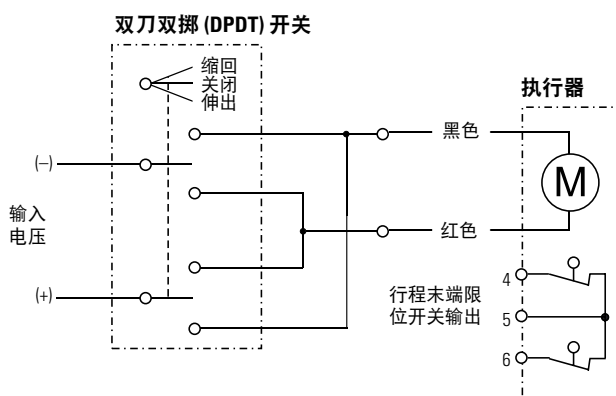 双刀双掷 (DPDT) 开关
缩回
关闭
伸出
执行器
(–)
黑色
M
输入
电压
红色
(+)
行程末端限
位开关输出
4
5
6